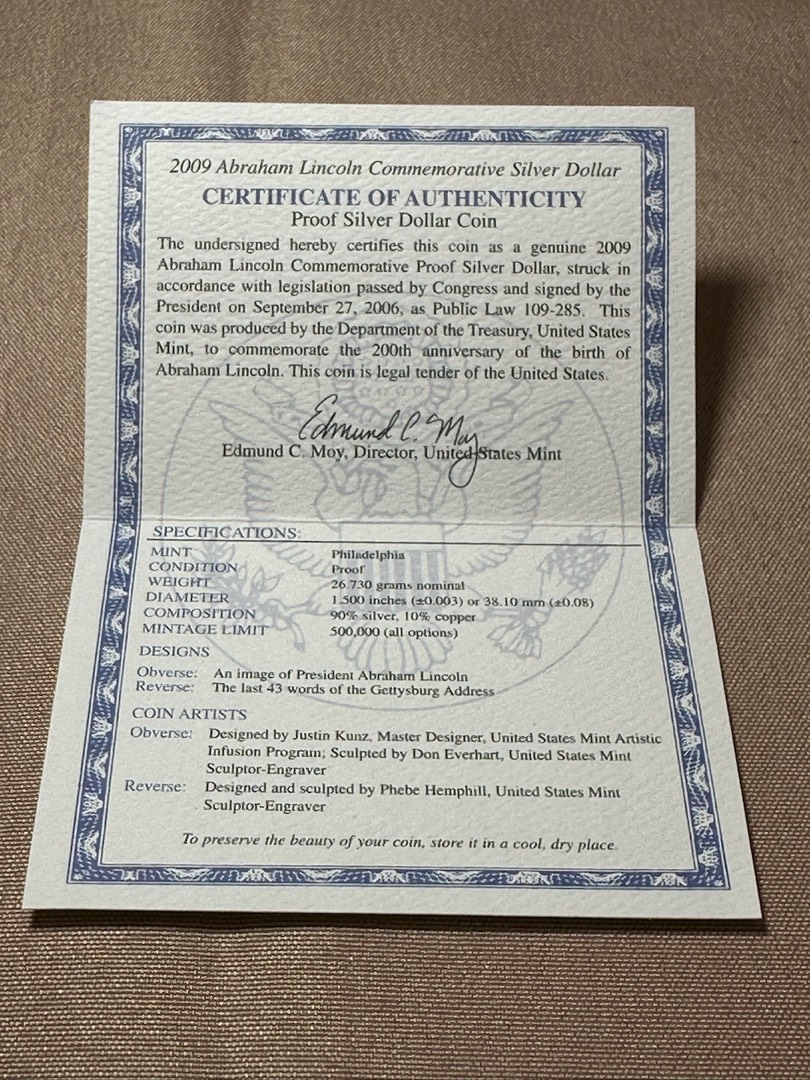 2009 Abraham Lincoln Commemorative Silver Dollar
CERTIFICATE OF AUTHENTICITY
Proof Silver Dollar Coin
The undersigned hereby certifies this coin as a genuine 2009
Abraham Lincoln Commemorative Proof Silver Dollar, struck in
accordance with legislation passed by Congress and signed by the
President on September 27, 2006, as Public Law 109-285. This
coin was produced by the Department of the Treasury, United States
Mint, to commemorate the 200th anniversary of the birth of
Abraham Lincoln. This coin is legal tender of the United States.
Edmund C. Moy
Edmund C. Moy, Director, United States Mint
SPECIFICATIONS:
MINT Philadelphia
CONDITION Proof
WEIGHT 26.730 grams nominal
DIAMETER 1.500 inches (±0.003) or 38.10 mm (±0.08)
COMPOSITION 90% silver, 10% copper
MINTAGE LIMIT 500,000 (all options)
DESIGNS
Obverse: An image of President Abraham Lincoln
Reverse: The last 43 words of the Gettysburg Address
COIN ARTISTS
Obverse: Designed by Justin Kunz, Master Designer, United States Mint Artistic
Infusion Program; Sculpted by Don Everhart, United States Mint
Sculptor-Engraver
Reverse: Designed and sculpted by Phebe Hemphill, United States Mint
Sculptor-Engraver
To preserve the beauty of your coin, store it in a cool, dry place.